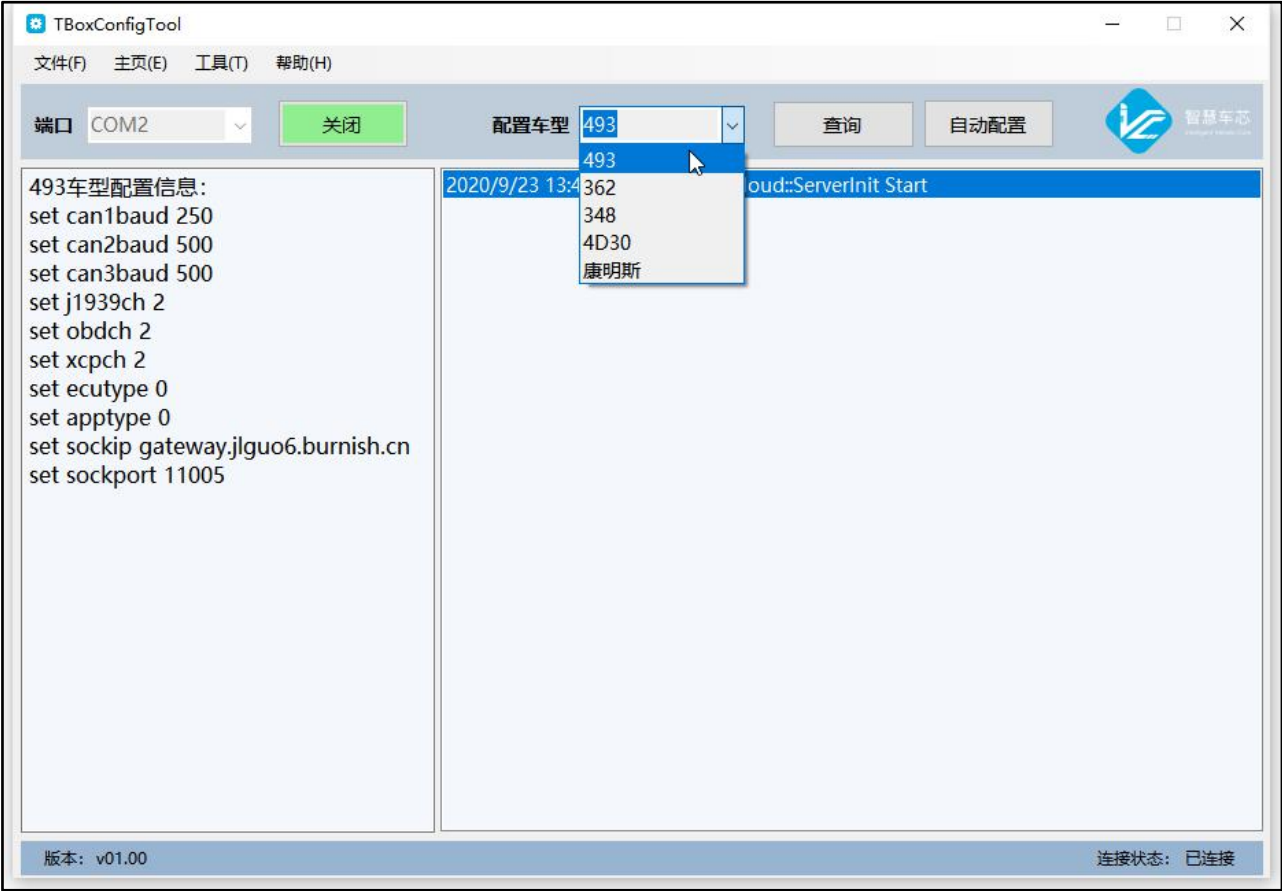 TBoxConfigTool
文件(F) 主页(E) 工具(T) 帮助(H)
端口 COM2 关闭 配置车型 493 查询 自动配置 智慧车芯
493
362
348
4D30
康明斯
493车型配置信息：
set can1baud 250
set can2baud 500
set can3baud 500
set j1939ch 2
set obdch 2
set xcpch 2
set ecutype 0
set apptype 0
set sockip gateway.jlguo6.burnish.cn
set sockport 11005
2020/9/23 13:4 oud::ServerInit Start
版本： v01.00 连接状态： 已连接